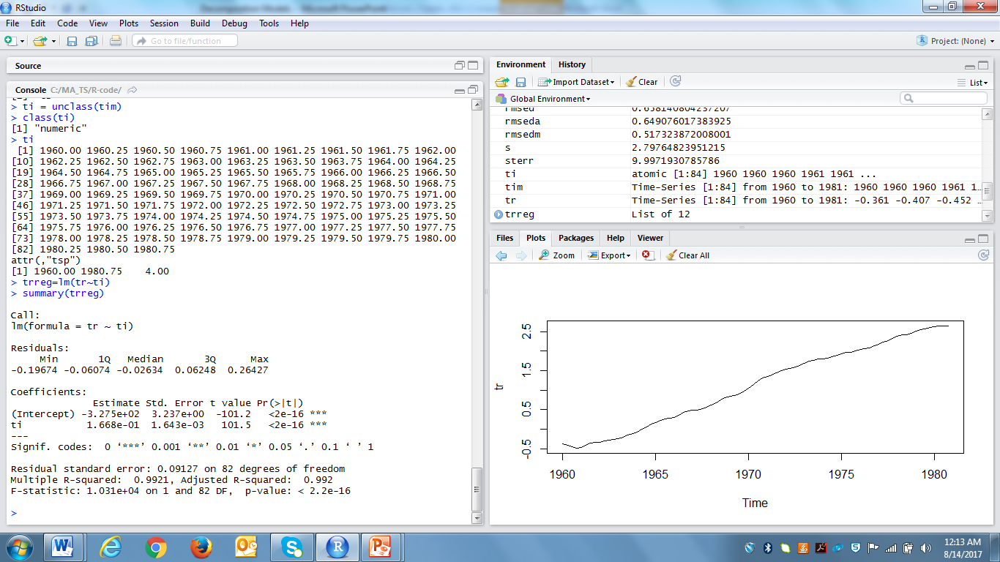 RStudio
File Edit Code View Plots Session Build Debug Tools Help
Go to file/function
Project: (None)
Source
Console C:/MA_TS/R-code/
> ti = unclass(tim)
> class(ti)
[1] "numeric"
> ti
[1] 1960.00 1960.25 1960.50 1960.75 1961.00 1961.25 1961.50 1961.75 1962.00
[10] 1962.25 1962.50 1962.75 1963.00 1963.25 1963.50 1963.75 1964.00 1964.25
[19] 1964.50 1964.75 1965.00 1965.25 1965.50 1965.75 1966.00 1966.25 1966.50
[28] 1966.75 1967.00 1967.25 1967.50 1967.75 1968.00 1968.25 1968.50 1968.75
[37] 1969.00 1969.25 1969.50 1969.75 1970.00 1970.25 1970.50 1970.75 1971.00
[46] 1971.25 1971.50 1971.75 1972.00 1972.25 1972.50 1972.75 1973.00 1973.25
[55] 1973.50 1973.75 1974.00 1974.25 1974.50 1974.75 1975.00 1975.25 1975.50
[64] 1975.75 1976.00 1976.25 1976.50 1976.75 1977.00 1977.25 1977.50 1977.75
[73] 1978.00 1978.25 1978.50 1978.75 1979.00 1979.25 1979.50 1979.75 1980.00
[82] 1980.25 1980.50 1980.75
attr(,"tsp")
[1] 1960.00 1980.75 4.00
> trreg=lm(tr~ti)
> summary(trreg)
Call:
lm(formula = tr ~ ti)
Residuals:
Min 1Q Median 3Q Max
-0.19674 -0.06074 -0.02634 0.06248 0.26427
Coefficients:
Estimate Std. Error t value Pr(>|t|)
(Intercept) -3.275e+02 3.237e+00 -101.2 <2e-16 ***
ti 1.668e-01 1.643e-03 101.5 <2e-16 ***
---
Signif. codes: 0 ‘***’ 0.001 ‘**’ 0.01 ‘*’ 0.05 ‘.’ 0.1 ‘ ’ 1
Residual standard error: 0.09127 on 82 degrees of freedom
Multiple R-squared: 0.9921, Adjusted R-squared: 0.992
F-statistic: 1.031e+04 on 1 and 82 DF, p-value: < 2.2e-16
>
Environment History
Import Dataset Clear
List
Global Environment
rmsed 0.658140804237207
rmseda 0.649076017383925
rmsedm 0.517323872008001
s 2.79764823951215
sterr 9.9971930785786
ti atomic [1:84] 1960 1960 1960 1961 1961 ...
tim Time-Series [1:84] from 1960 to 1981: 1960 1960 1960 1961 1…
tr Time-Series [1:84] from 1960 to 1981: -0.361 -0.407 -0.452 …
trreg List of 12
Files Plots Packages Help Viewer
Zoom Export Clear All
tr
2.5
1.5
0.5
-0.5
1960 1965 1970 1975 1980
Time
12:13 AM
8/14/2017